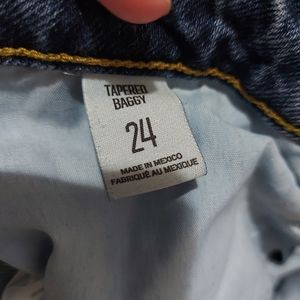 TAPERED
BAGGY
24
MADE IN MEXICO
FABRIQUÉ AU MEXIQUE